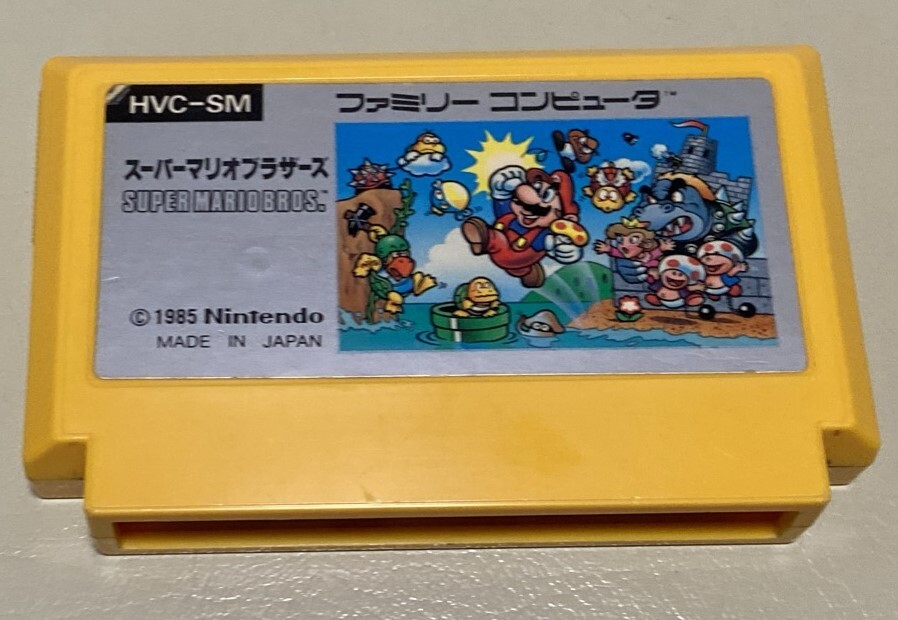 HVC-SM
ファミリー コンピュータ™
スーパーマリオブラザーズ
SUPER MARIO BROS.™
© 1985 Nintendo
MADE IN JAPAN